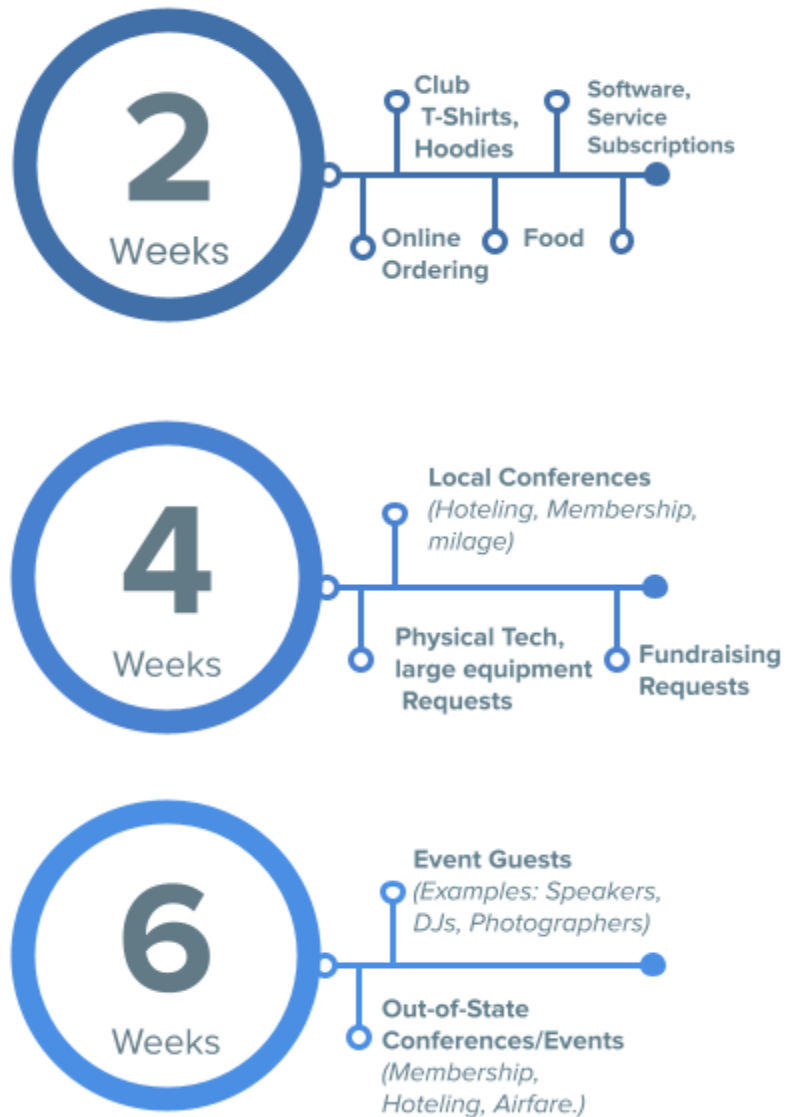 2
Weeks
Club
T-Shirts,
Hoodies
Software,
Service
Subscriptions
Online
Ordering
Food
4
Weeks
Local Conferences
(Hoteling, Membership,
milage)
Physical Tech,
large equipment
Requests
Fundraising
Requests
6
Weeks
Event Guests
(Examples: Speakers,
DJs, Photographers)
Out-of-State
Conferences/Events
(Membership,
Hoteling, Airfare.)